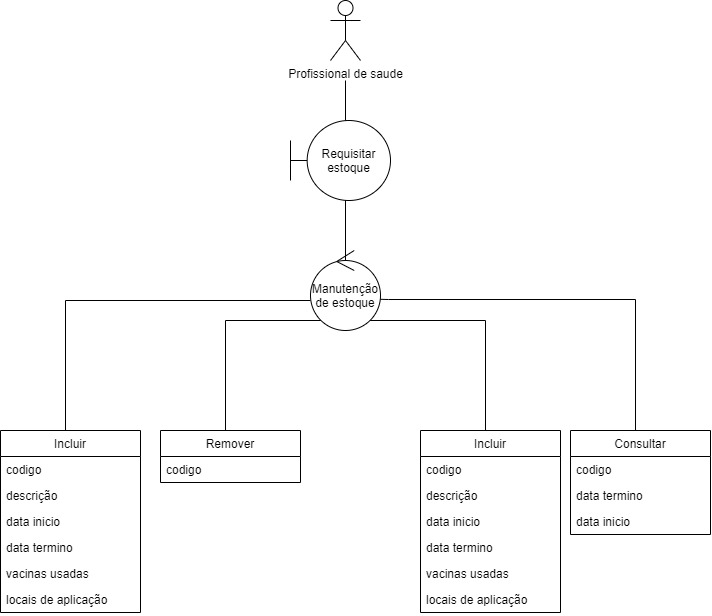 Profissional de saude
Requisitar
estoque
Manutenção
de estoque
Incluir
codigo
descrição
data inicio
data termino
vacinas usadas
locais de aplicação
Remover
codigo
Incluir
codigo
descrição
data inicio
data termino
vacinas usadas
locais de aplicação
Consultar
codigo
data termino
data inicio